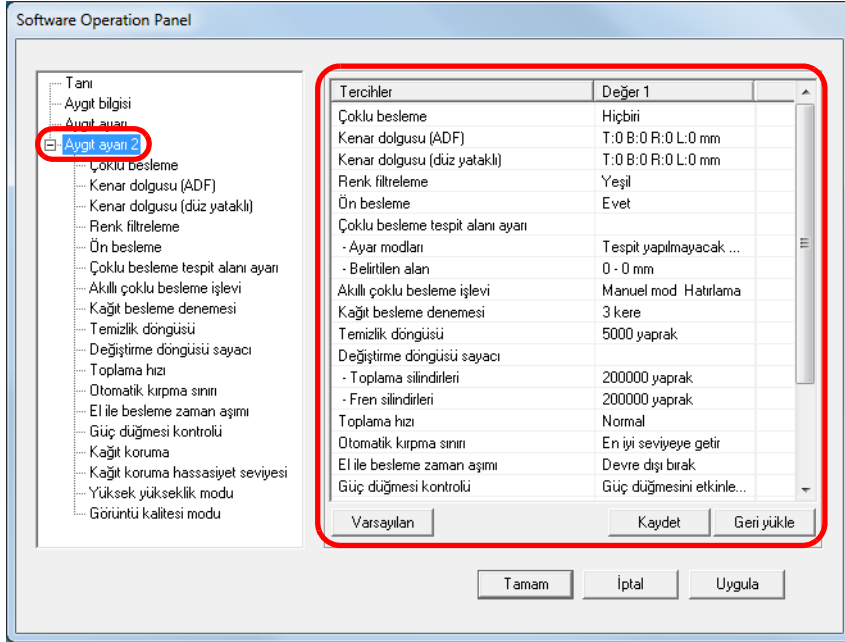 Software Operation Panel
Tanı
Aygıt bilgisi
Aygıt ayarı
Aygıt ayarı 2
Çoklu besleme
Kenar dolgusu (ADF)
Kenar dolgusu (düz yataklı)
Renk filtreleme
Ön besleme
Çoklu besleme tespit alanı ayarı
Akıllı çoklu besleme işlevi
Kağıt besleme denemesi
Temizlik döngüsü
Değiştirme döngüsü sayacı
Toplama hızı
Otomatik kırpma sınırı
El ile besleme zaman aşımı
Güç düğmesi kontrolü
Kağıt koruma
Kağıt koruma hassasiyet seviyesi
Yüksek yükseklik modu
Görüntü kalitesi modu
Tercihler Değer 1
Çoklu besleme Hiçbiri
Kenar dolgusu (ADF) T:0 B:0 R:0 L:0 mm
Kenar dolgusu (düz yataklı) T:0 B:0 R:0 L:0 mm
Renk filtreleme Yeşil
Ön besleme Evet
Çoklu besleme tespit alanı ayarı
- Ayar modları Tespit yapılmayacak ...
- Belirtilen alan 0 - 0 mm
Akıllı çoklu besleme işlevi Manuel mod Hatırlama
Kağıt besleme denemesi 3 kere
Temizlik döngüsü 5000 yaprak
Değiştirme döngüsü sayacı
- Toplama silindirleri 200000 yaprak
- Fren silindirleri 200000 yaprak
Toplama hızı Normal
Otomatik kırpma sınırı En iyi seviyeye getir
El ile besleme zaman aşımı Devre dışı bırak
Güç düğmesi kontrolü Güç düğmesini etkinle...
Varsayılan Kaydet Geri yükle
Tamam İptal Uygula